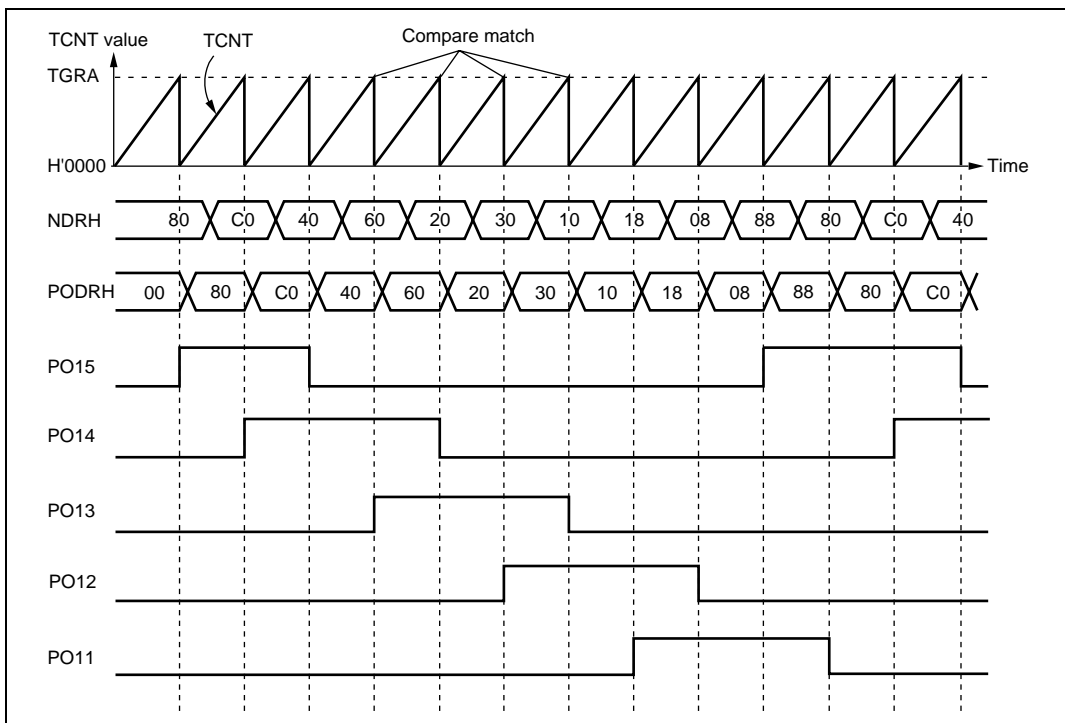 TCNT value
TCNT
Compare match
TGRA
H'0000
Time
NDRH
80 C0 40 60 20 30 10 18 08 88 80 C0 40
PODRH
00 80 C0 40 60 20 30 10 18 08 88 80 C0
PO15
PO14
PO13
PO12
PO11